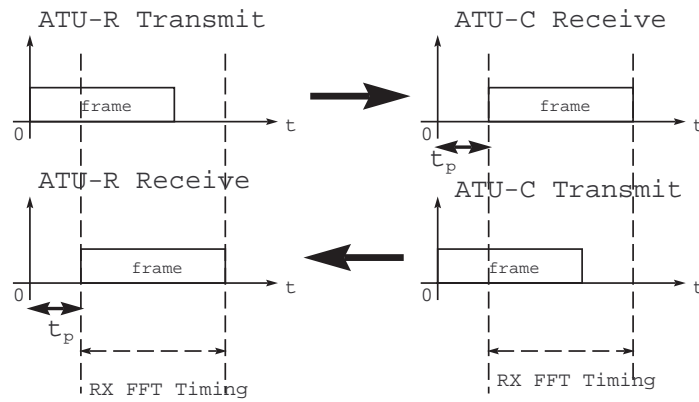 ATU-R Transmit
frame
0
t
ATU-C Receive
frame
0
t
t_p
ATU-R Receive
frame
0
t
t_p
RX FFT Timing
ATU-C Transmit
frame
0
t
RX FFT Timing